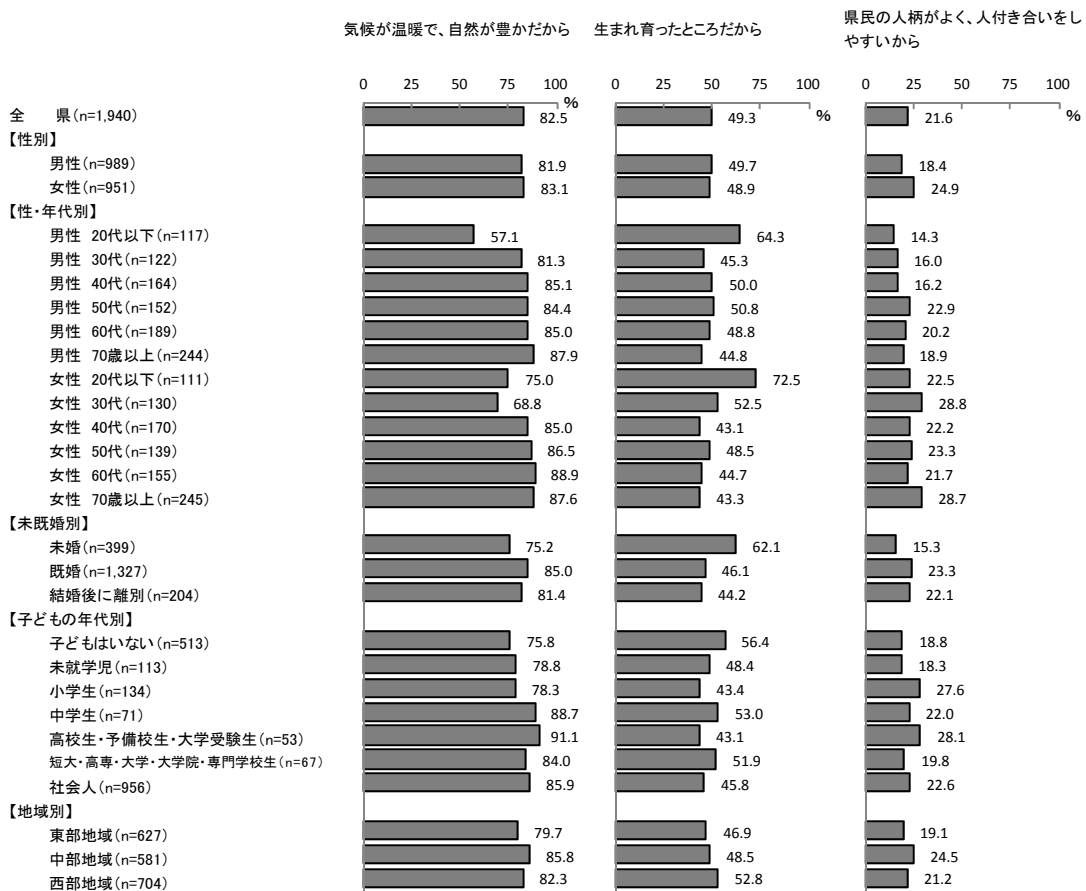 気候が温暖で、自然が豊かだから 生まれ育ったところだから 県民の人柄がよく、人付き合いをし
やすいから
0 25 50 75 100 0 25 50 75 100 0 25 50 75 100
% % %
全 県(n=1,940) 82.5 49.3 21.6
【性別】
男性(n=989) 81.9 49.7 18.4
女性(n=951) 83.1 48.9 24.9
【性・年代別】
男性 20代以下(n=117) 57.1 64.3 14.3
男性 30代(n=122) 81.3 45.3 16.0
男性 40代(n=164) 85.1 50.0 16.2
男性 50代(n=152) 84.4 50.8 22.9
男性 60代(n=189) 85.0 48.8 20.2
男性 70歳以上(n=244) 87.9 44.8 18.9
女性 20代以下(n=111) 75.0 72.5 22.5
女性 30代(n=130) 68.8 52.5 28.8
女性 40代(n=170) 85.0 43.1 22.2
女性 50代(n=139) 86.5 48.5 23.3
女性 60代(n=155) 88.9 44.7 21.7
女性 70歳以上(n=245) 87.6 43.3 28.7
【未既婚別】
未婚(n=399) 75.2 62.1 15.3
既婚(n=1,327) 85.0 46.1 23.3
結婚後に離別(n=204) 81.4 44.2 22.1
【子どもの年代別】
子どもはいない(n=513) 75.8 56.4 18.8
未就学児(n=113) 78.8 48.4 18.3
小学生(n=134) 78.3 43.4 27.6
中学生(n=71) 88.7 53.0 22.0
高校生・予備校生・大学受験生(n=53) 91.1 43.1 28.1
短大・高専・大学・大学院・専門学校生(n=67) 84.0 51.9 19.8
社会人(n=956) 85.9 45.8 22.6
【地域別】
東部地域(n=627) 79.7 46.9 19.1
中部地域(n=581) 85.8 48.5 24.5
西部地域(n=704) 82.3 52.8 21.2